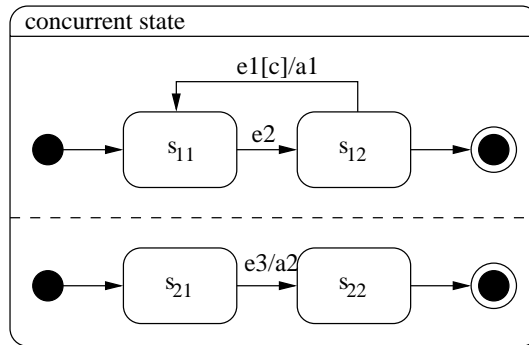 concurrent state
e1[c]/a1
s11 e2 s12
e3/a2
s21 s22